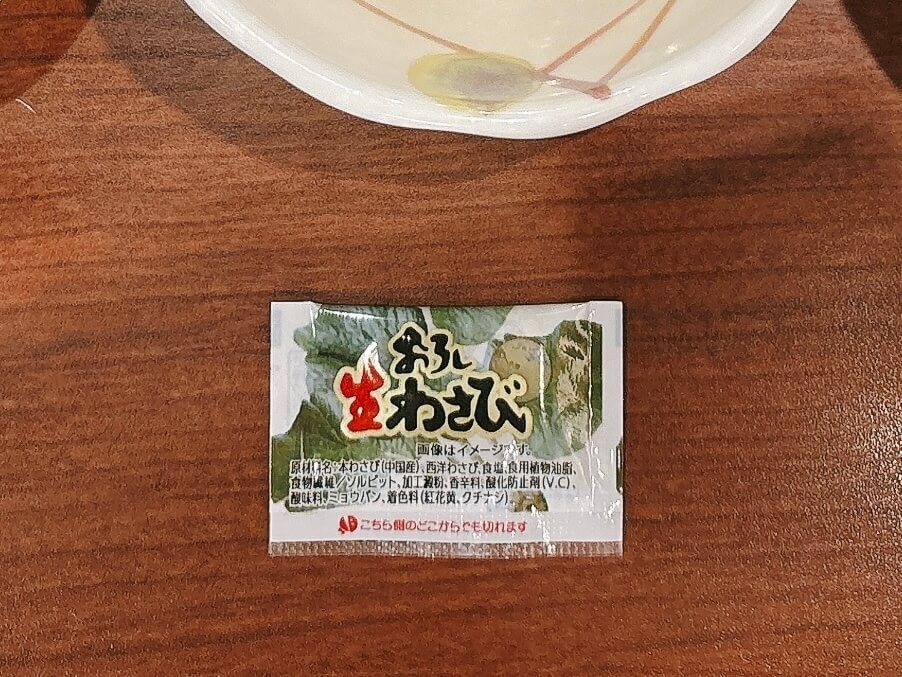 おろし
生わさび
画像はイメージです。
原材料名:本わさび(中国産)、西洋わさび、食塩、食用植物油脂、
食物繊維/ソルビット、加工澱粉、香辛料、酸化防止剤(V.C)、
酸味料、ミョウバン、着色料(紅花黄、クチナシ)
こちら側のどこからでも切れます